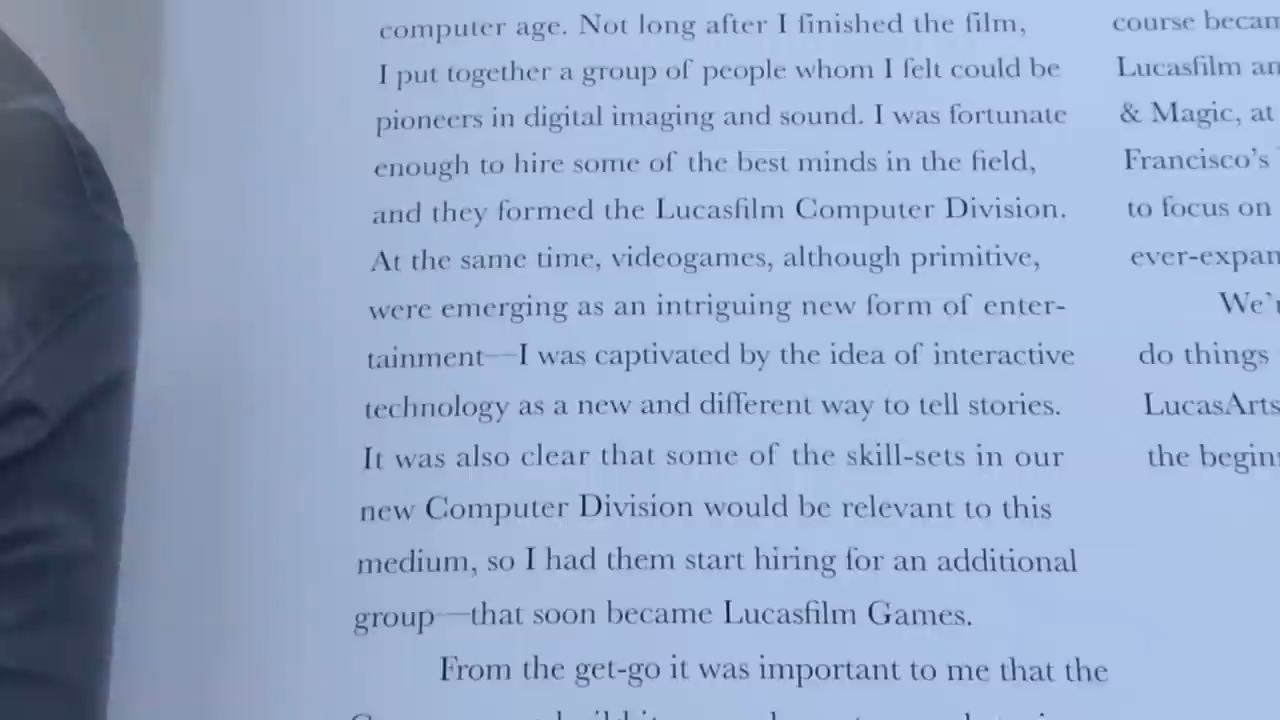 computer age. Not long after I finished the film,
I put together a group of people whom I felt could be
pioneers in digital imaging and sound. I was fortunate
enough to hire some of the best minds in the field,
and they formed the Lucasfilm Computer Division.
At the same time, videogames, although primitive,
were emerging as an intriguing new form of enter-
tainment—I was captivated by the idea of interactive
technology as a new and different way to tell stories.
It was also clear that some of the skill-sets in our
new Computer Division would be relevant to this
medium, so I had them start hiring for an additional
group—that soon became Lucasfilm Games.
From the get-go it was important to me that the
course
Lucasfilm
& Magic, at
Francisco's
to focus on
do things
LucasArts
the